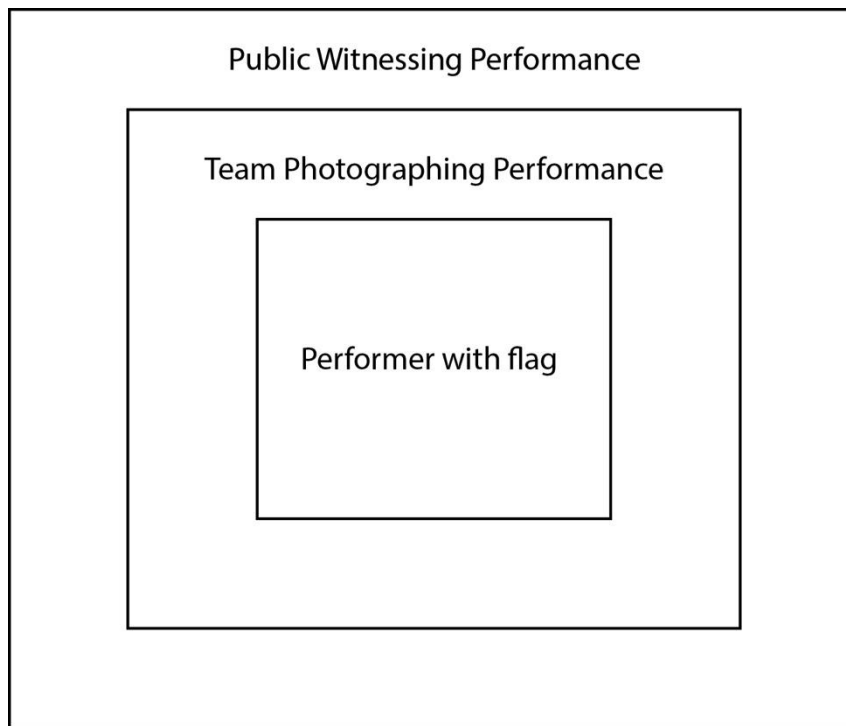 Public Witnessing Performance
Team Photographing Performance
Performer with flag